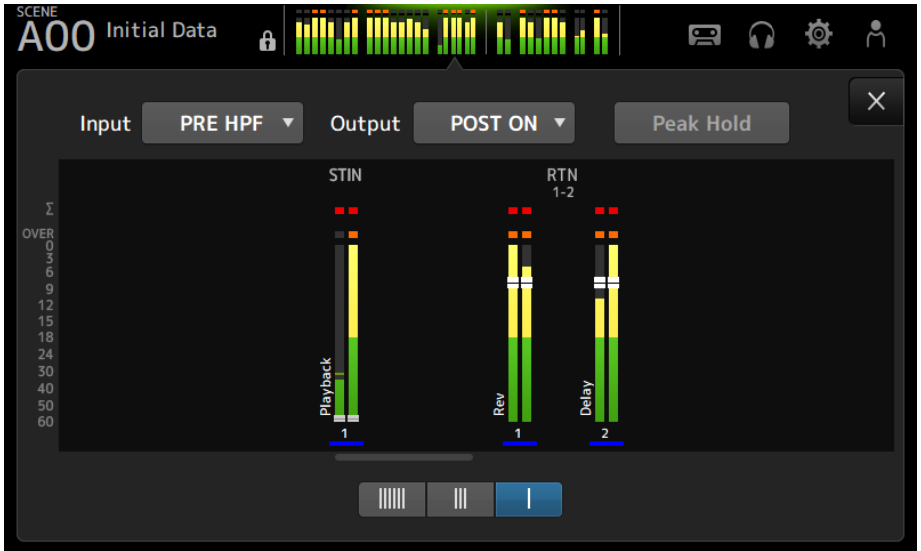 SCENE
A00 Initial Data
Input PRE HPF Output POST ON Peak Hold
STIN RTN
1-2
Σ
OVER
0
3
6
9
12
15
18
24
30
40
50
60
Playback Rev Delay
1 1 2